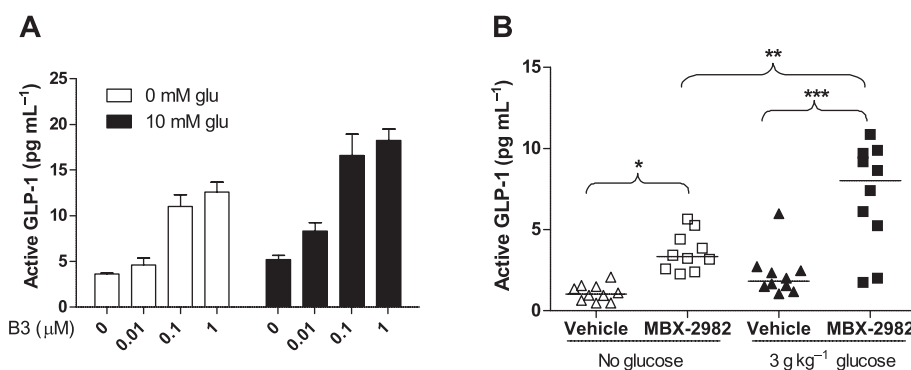 A
Active GLP-1 (pg mL–1)
25
20
15
10
5
0
0 mM glu
10 mM glu
B3 (µM)
0
0.01
0.1
1
0
0.01
0.1
1
B
Active GLP-1 (pg mL–1)
15
10
5
0
*
**
***
Vehicle MBX-2982 Vehicle MBX-2982
No glucose 3 g kg–1 glucose